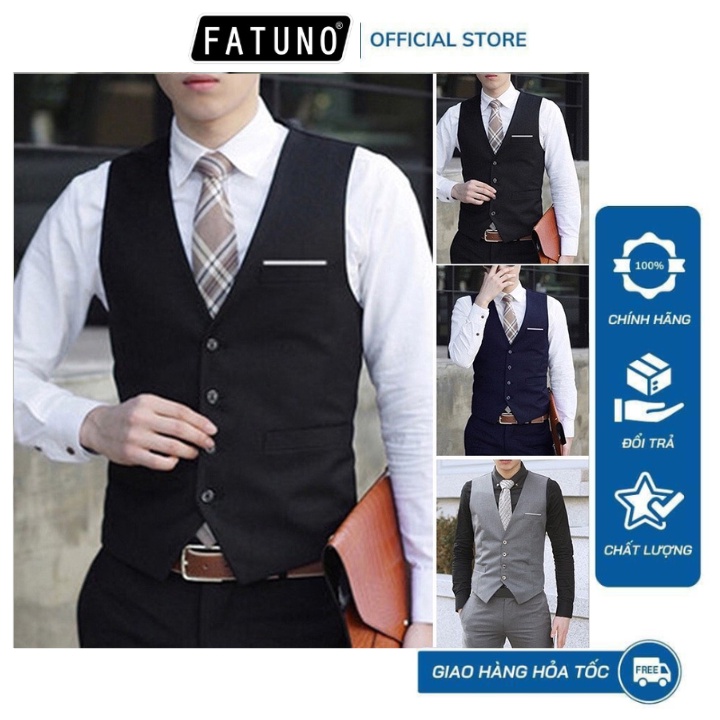 FATUNO®
OFFICIAL STORE
100%
CHÍNH HÃNG
ĐỔI TRẢ
CHẤT LƯỢNG
GIAO HÀNG HỎA TỐC
FREE